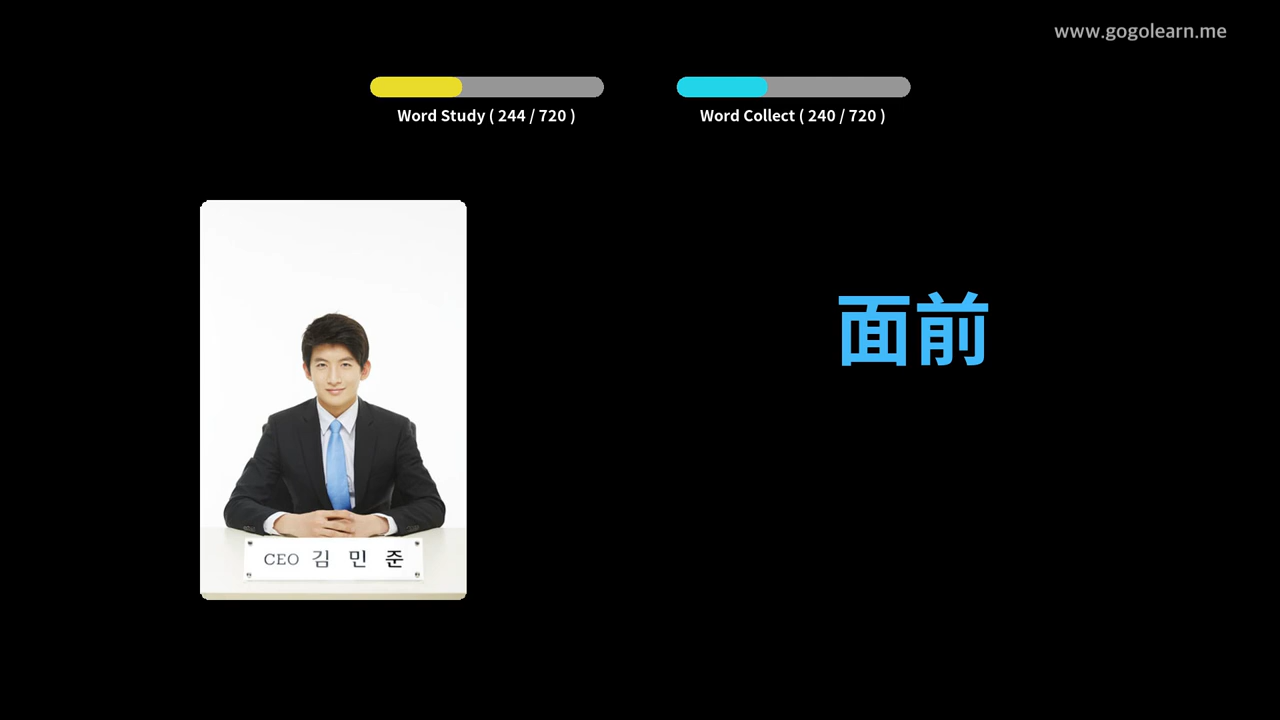 www.gogolearn.me
Word Study ( 244 / 720 )
Word Collect ( 240 / 720 )
面前
CEO 김 민 준